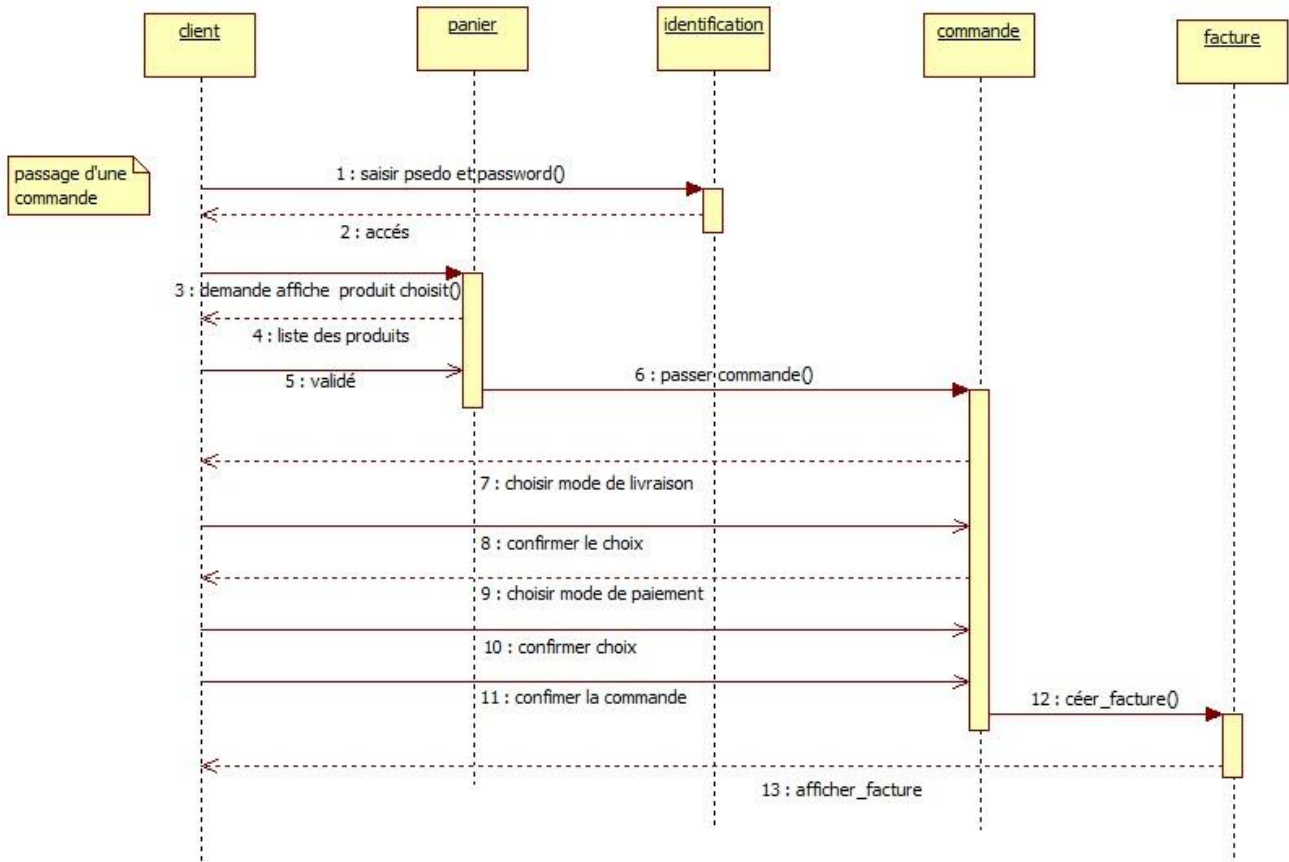 client
panier
identification
commande
facture
passage d'une
commande
1 : saisir psedo et password()
2 : accés
3 : demande affiche  produit choisit()
4 : liste des produits
5 : validé
6 : passer commande()
7 : choisir mode de livraison
8 : confirmer le choix
9 : choisir mode de paiement
10 : confirmer choix
11 : confimer la commande
12 : céer_facture()
13 : afficher_facture